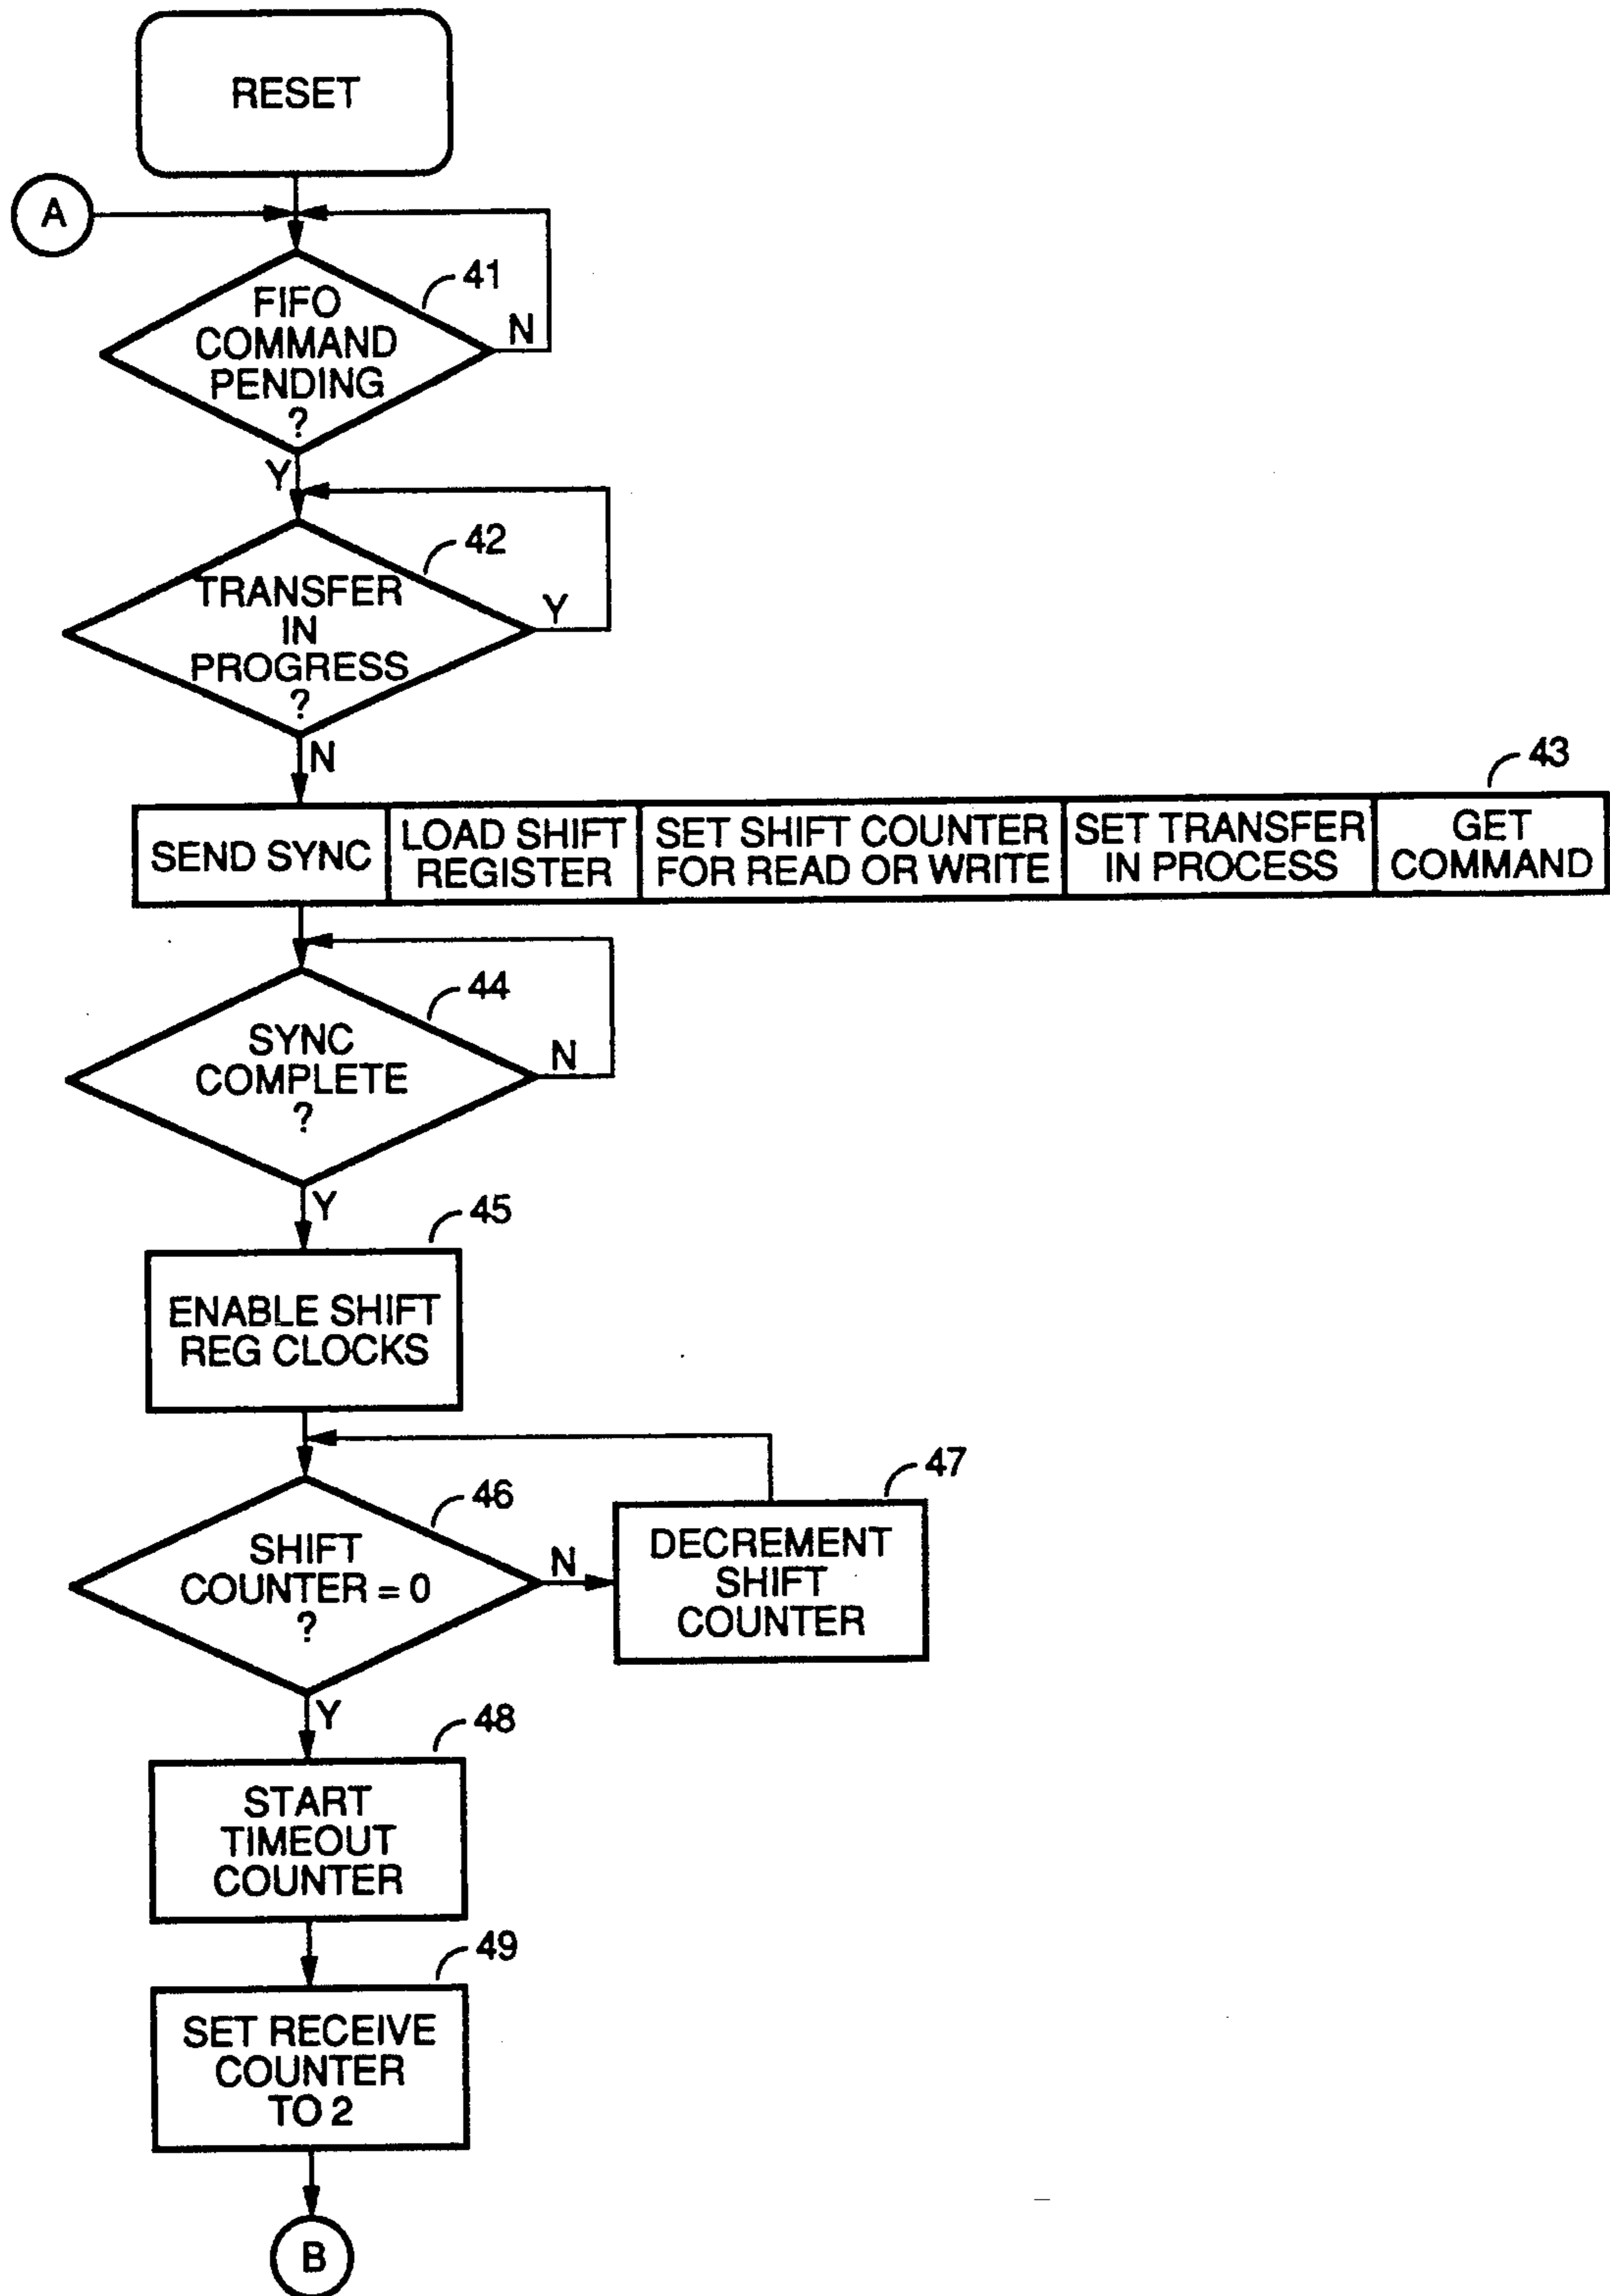 RESET
A
41
FIFO
COMMAND
PENDING
?
N
Y
42
TRANSFER
IN
PROGRESS
?
Y
N
43
SEND SYNC
LOAD SHIFT
REGISTER
SET SHIFT COUNTER
FOR READ OR WRITE
SET TRANSFER
IN PROCESS
GET
COMMAND
44
SYNC
COMPLETE
?
N
Y
45
ENABLE SHIFT
REG CLOCKS
46
SHIFT
COUNTER = 0
?
N
47
DECREMENT
SHIFT
COUNTER
Y
48
START
TIMEOUT
COUNTER
49
SET RECEIVE
COUNTER
TO 2
B